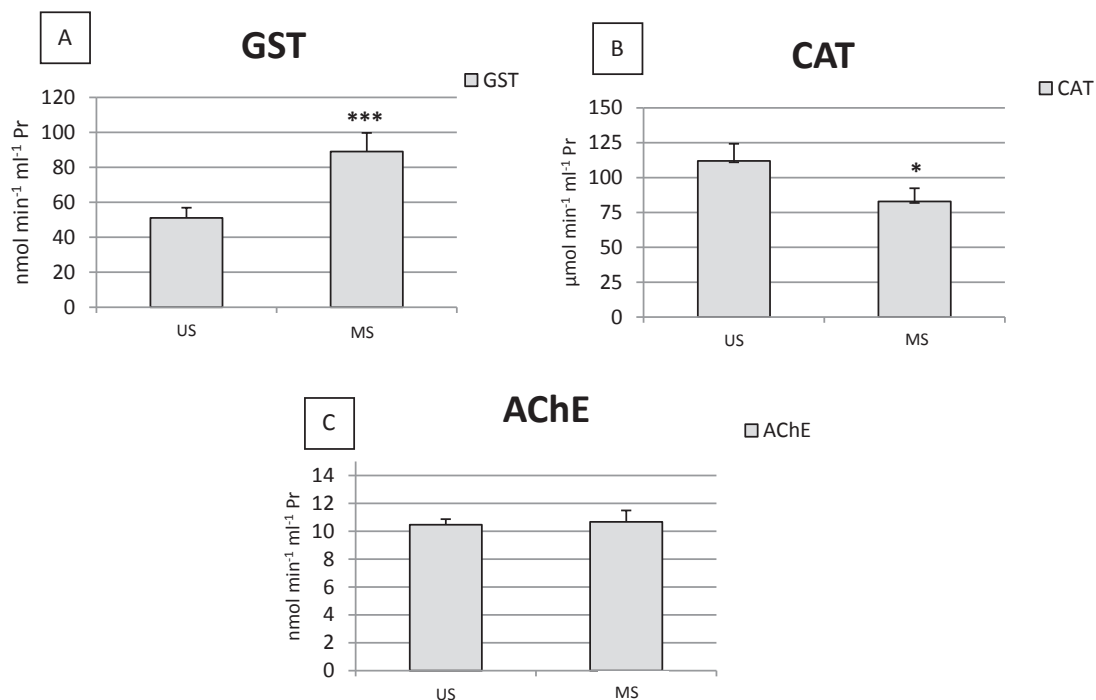 A
GST
GST
nmol min⁻¹ ml⁻¹ Pr
120
100
80
60
40
20
0
***
US
MS
B
CAT
CAT
µmol min⁻¹ ml⁻¹ Pr
150
125
100
75
50
25
0
*
US
MS
C
AChE
AChE
nmol min⁻¹ ml⁻¹ Pr
14
12
10
8
6
4
2
0
US
MS